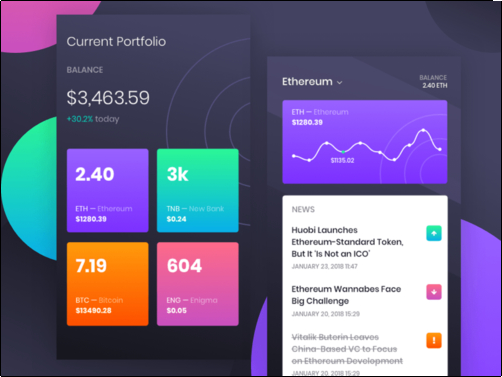 Current Portfolio
BALANCE
$3,463.59
+30.2% today
2.40
ETH — Ethereum
$1280.39
3k
TNB — New Bank
$0.24
7.19
BTC — Bitcoin
$13490.28
604
ENG — Enigma
$0.05
Ethereum
BALANCE
2.40 ETH
ETH — Ethereum
$1280.39
$1135.02
NEWS
Huobi Launches
Ethereum-Standard Token,
But It 'Is Not an ICO'
JANUARY 23, 2018 11:47
Ethereum Wannabes Face
Big Challenge
JANUARY 20, 2018 15:29
Vitalik Buterin Leaves
China-Based VC to Focus
on Ethereum Development
JANUARY 20, 2018 15:29